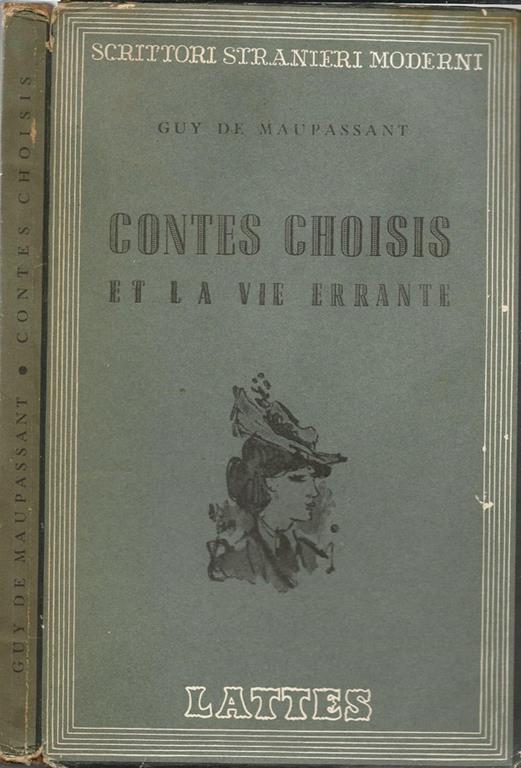 SCRITTORI STRANIERI MODERNI
GUY DE MAUPASSANT
CONTES CHOISIS
ET LA VIE ERRANTE
LATTES
GUY DE MAUPASSANT • CONTES CHOISIS